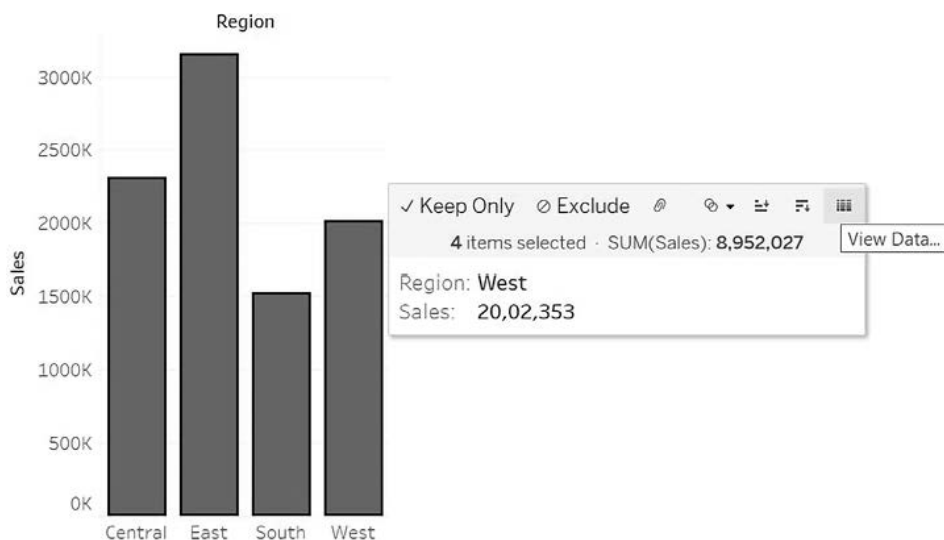 Region
3000K
2500K
2000K
1500K
1000K
500K
0K
Sales
Central East South West
Keep Only Exclude
4 items selected · SUM(Sales): 8,952,027
View Data...
Region: West
Sales: 20,02,353